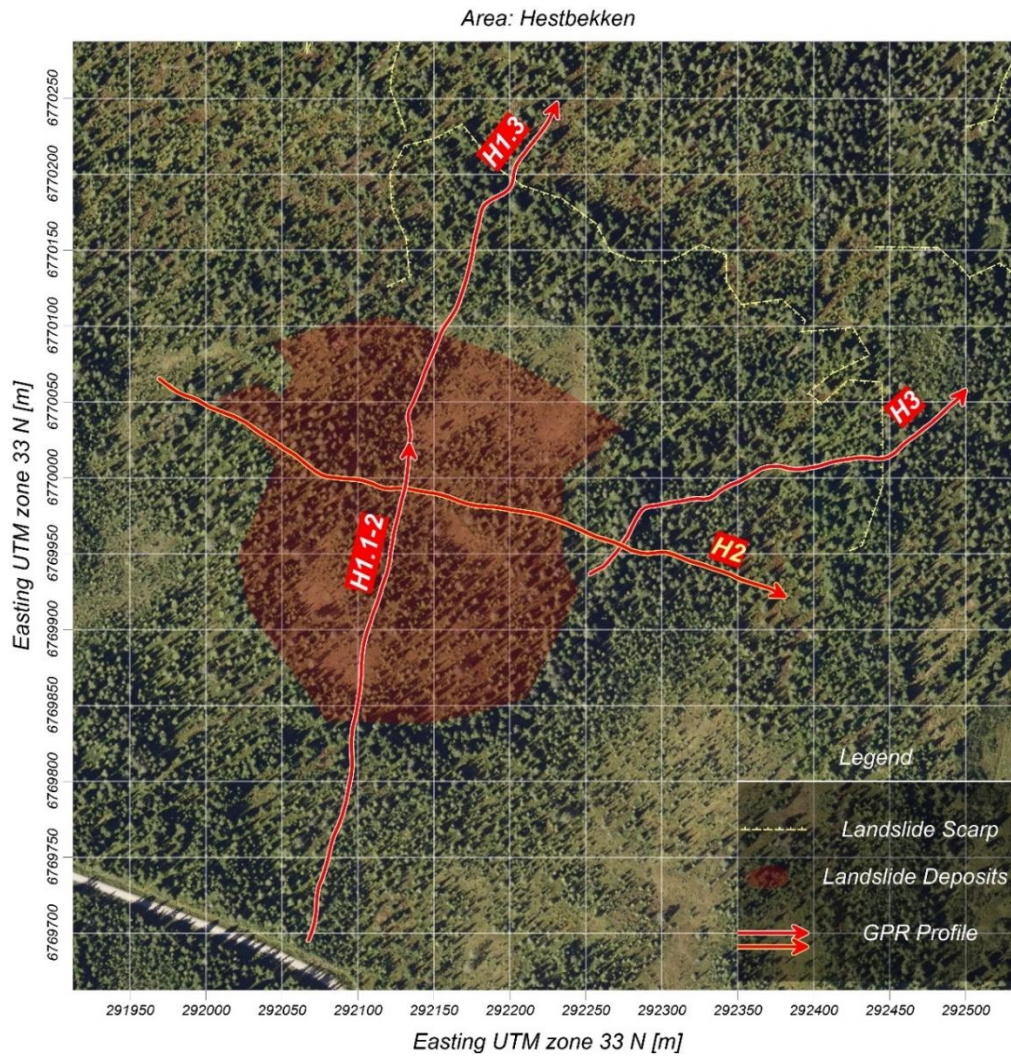 Area: Hestbekken
6770250
6770200
6770150
6770100
6770050
6770000
6769950
6769900
6769850
6769800
6769750
6769700
Easting UTM zone 33 N [m]
H1.3
H3
H1.1-2
H2
Legend
Landslide Scarp
Landslide Deposits
GPR Profile
291950
292000
292050
292100
292150
292200
292250
292300
292350
292400
292450
292500
Easting UTM zone 33 N [m]